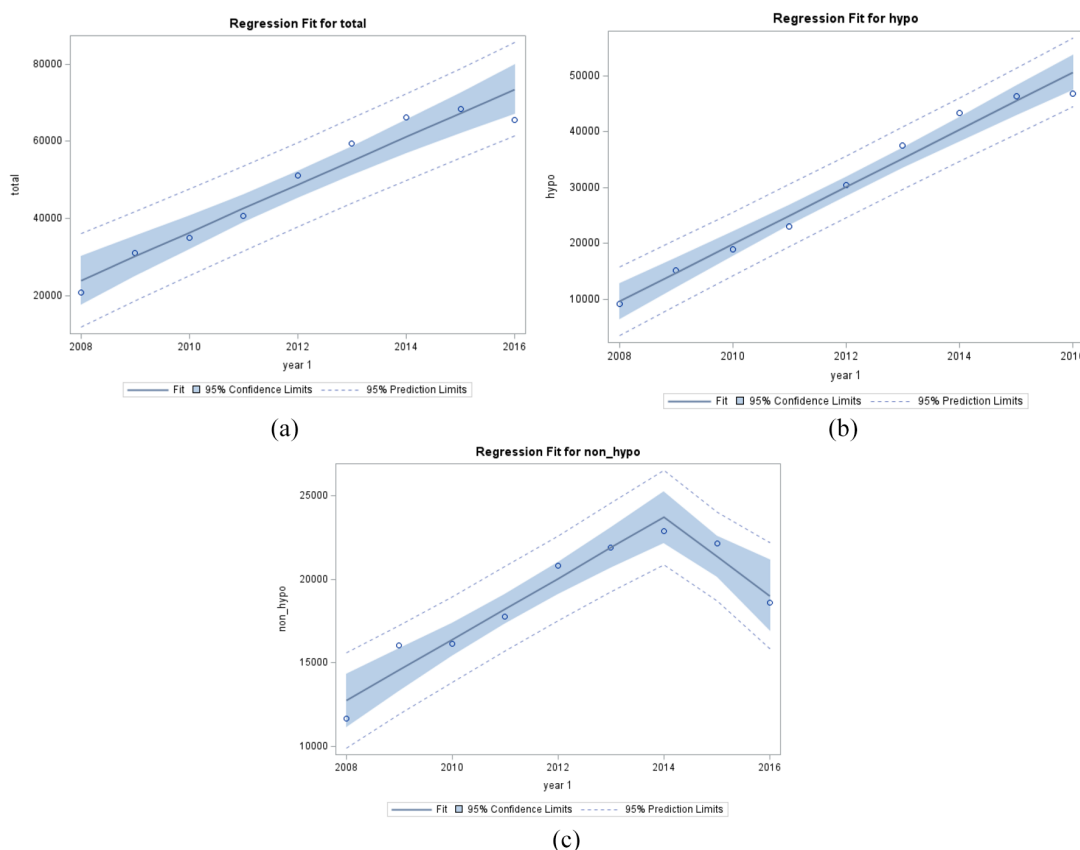 Regression Fit for total
80000
60000
40000
20000
total
2008
2010
2012
2014
2016
year 1
Fit 95% Confidence Limits 95% Prediction Limits
(a)
Regression Fit for hypo
50000
40000
30000
20000
10000
hypo
2008
2010
2012
2014
2016
year 1
Fit 95% Confidence Limits 95% Prediction Limits
(b)
Regression Fit for non_hypo
25000
20000
15000
10000
non_hypo
2008
2010
2012
2014
2016
year 1
Fit 95% Confidence Limits 95% Prediction Limits
(c)